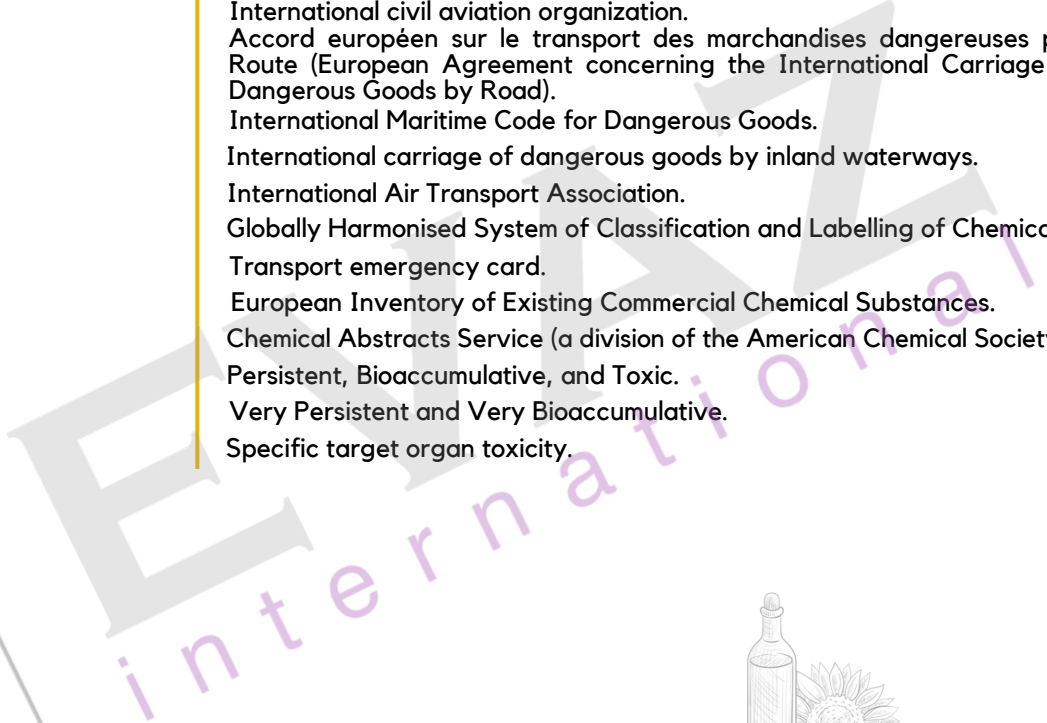 International civil aviation organization.
Accord européen sur le transport des marchandises dangereuses
Route (European Agreement concerning the International Carriage
Dangerous Goods by Road).
International Maritime Code for Dangerous Goods.
International carriage of dangerous goods by inland waterways.
International Air Transport Association.
Globally Harmonised System of Classification and Labelling of
Transport emergency card.
European Inventory of Existing Commercial Chemical Substances.
Chemical Abstracts Service (a division of the American Chemical
Persistent, Bioaccumulative, and Toxic.
Very Persistent and Very Bioaccumulative.
Specific target organ toxicity.
EVAZ
international